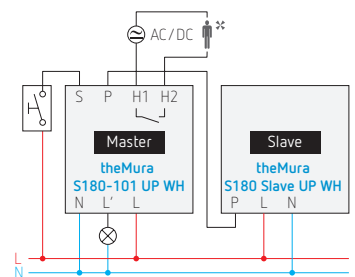 AC/DC
S P H1 H2
Master
theMura
S180-101 UP WH
N L' L
Slave
theMura
S180 Slave UP WH
P L N
L
N